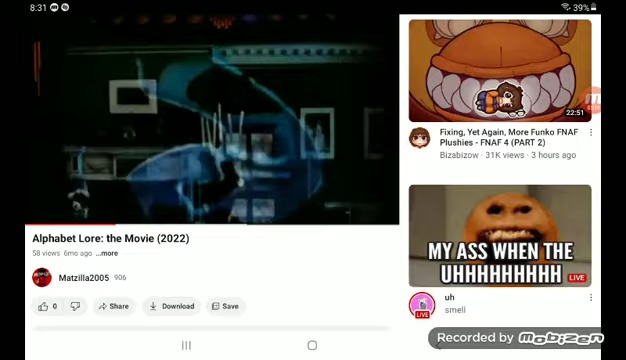 8:31
39%
22:51
Fixing, Yet Again, More Funko FNAF
Plushies - FNAF 4 (PART 2)
Bizabizow · 31K views · 3 hours ago
Alphabet Lore: the Movie (2022)
58 views 6mo ago ...more
Matzilla2005 906
0
Share
Download
Save
MY ASS WHEN THE
UHHHHHHHHH
LIVE
uh
smeli
LIVE
Recorded by Mobizen